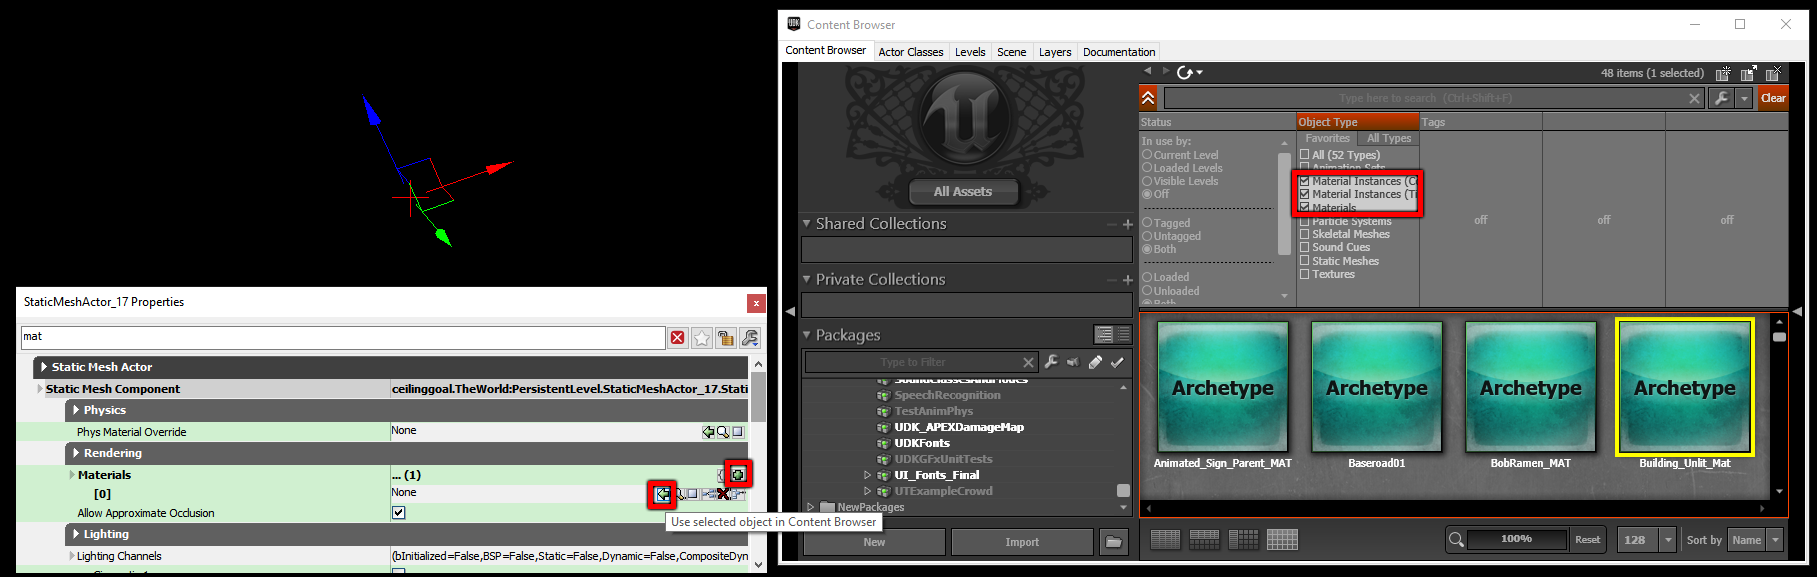 Content Browser
Content Browser
Actor Classes
Levels
Scene
Layers
Documentation
48 items (1 selected)
Type here to search (Ctrl+Shift+F)
Clear
Status
Object Type
Tags
In use by:
Current Level
Loaded Levels
Visible Levels
Off
Tagged
Untagged
Both
Loaded
Unloaded
Both
Favorites
All Types
All (52 Types)
Animation Sets
Material Instances (C
Material Instances (Ti
Materials
Particle Systems
Skeletal Meshes
Sound Cues
Static Meshes
Textures
off
off
off
All Assets
Shared Collections
Private Collections
Packages
Type to Filter
SpeechRecognition
TestAnimPhys
UDK_APEXDamageMap
UDKFonts
UDKGFxUnitTests
UI_Fonts_Final
UTExampleCrowd
NewPackages
New
Import
Archetype
Animated_Sign_Parent_MAT
Archetype
Baseroad01
Archetype
BobRamen_MAT
Archetype
Building_Unlit_Mat
100%
Reset
128
Sort by
Name
StaticMeshActor_17 Properties
mat
Static Mesh Actor
Static Mesh Component
ceilinggoal.TheWorld:PersistentLevel.StaticMeshActor_17.Stati
Physics
Phys Material Override
None
Rendering
Materials
... (1)
[0]
None
Use selected object in Content Browser
Allow Approximate Occlusion
Lighting
Lighting Channels
(bInitialized=False,BSP=False,Static=False,Dynamic=False,CompositeDyn